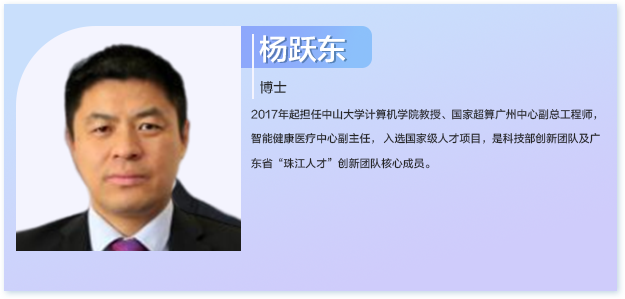 杨跃东
博士
2017年起担任中山大学计算机学院教授、国家超算广州中心副总工程师，
智能健康医疗中心副主任， 入选国家级人才项目，是科技部创新团队及广
东省“珠江人才”创新团队核心成员。